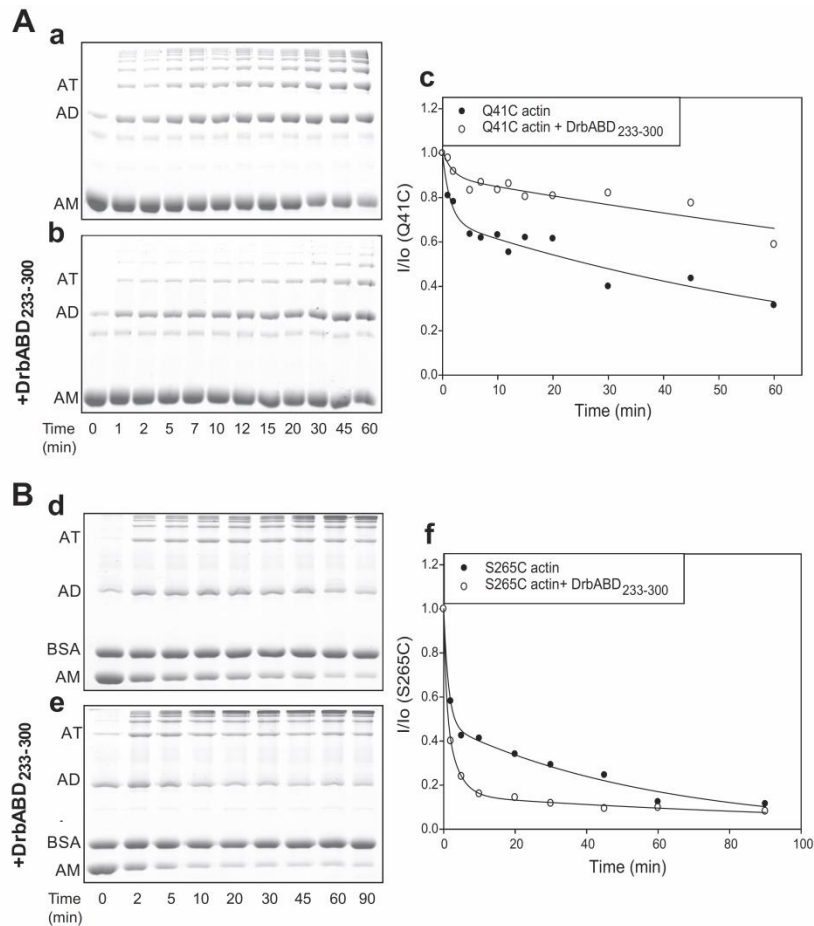 A
a
AT
AD
AM
b
+DrbABD233-300
AT
AD
AM
Time (min) 0 1 2 5 7 10 12 15 20 30 45 60
c
Q41C actin
Q41C actin + DrbABD233-300
I/Io (Q41C)
1.2
1.0
0.8
0.6
0.4
0.2
0.0
0 10 20 30 40 50 60
Time (min)
B
d
AT
AD
BSA
AM
e
+DrbABD233-300
AT
AD
BSA
AM
Time (min) 0 2 5 10 20 30 45 60 90
f
S265C actin
S265C actin+ DrbABD233-300
I/Io (S265C)
1.2
1.0
0.8
0.6
0.4
0.2
0.0
0 20 40 60 80 100
Time (min)